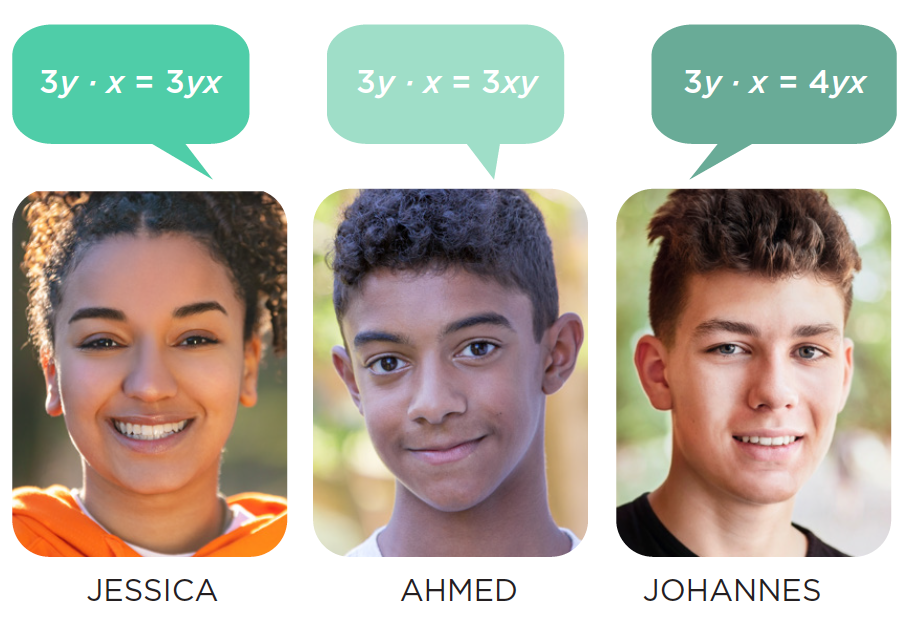 3y · x = 3yx
3y · x = 3xy
3y · x = 4yx
JESSICA
AHMED
JOHANNES